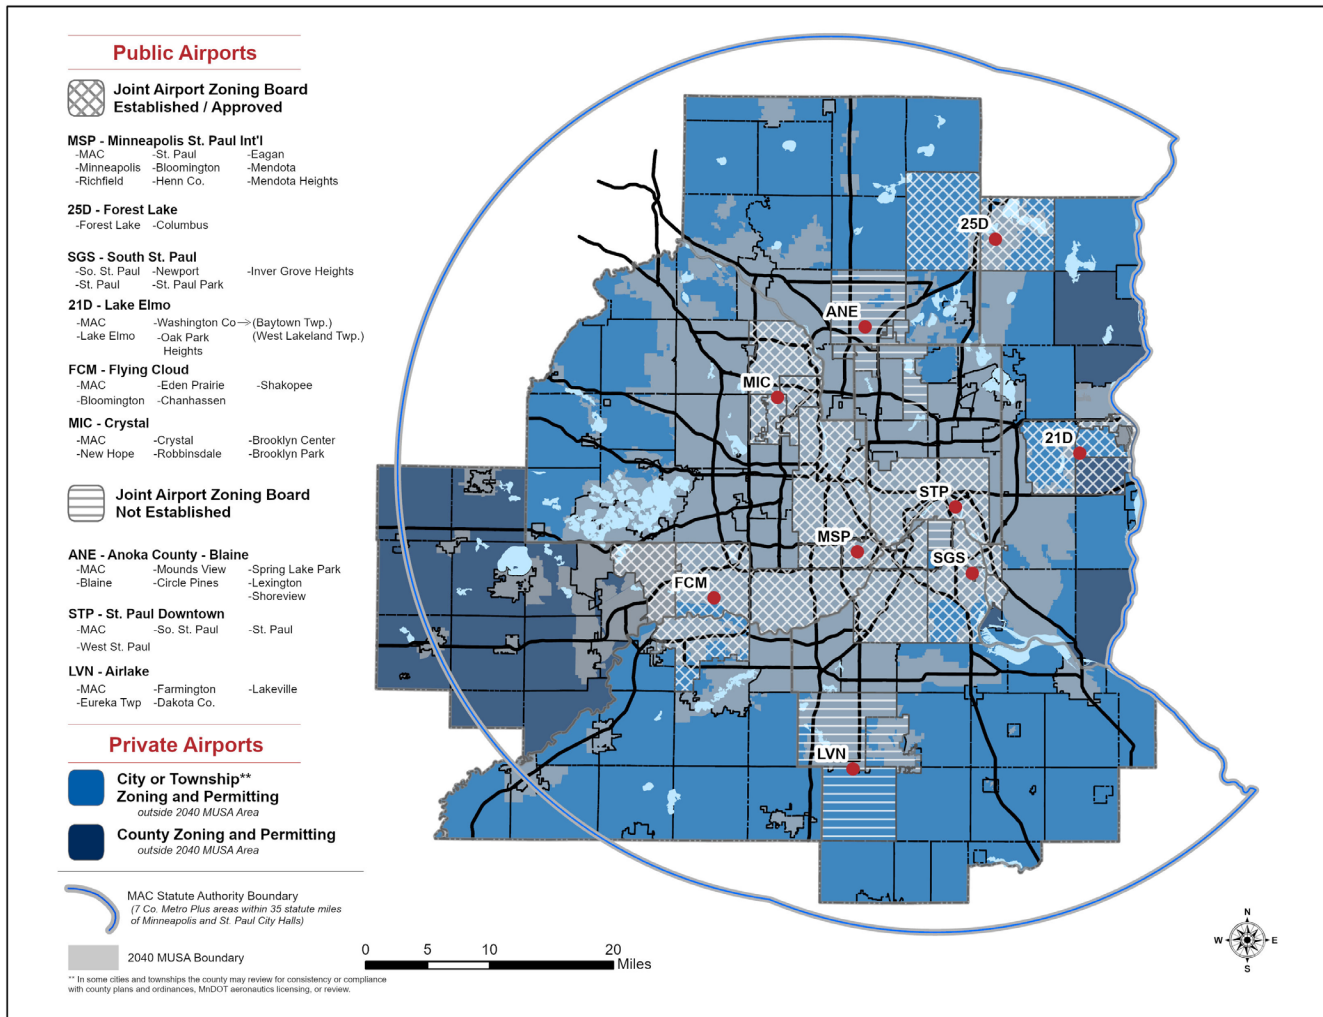 Public Airports
Joint Airport Zoning Board
Established / Approved
MSP - Minneapolis St. Paul Int'l
-MAC -St. Paul -Eagan
-Minneapolis -Bloomington -Mendota
-Richfield -Henn Co. -Mendota Heights
25D - Forest Lake
-Forest Lake -Columbus
SGS - South St. Paul
-So. St. Paul -Newport -Inver Grove Heights
-St. Paul -St. Paul Park
21D - Lake Elmo
-MAC -Washington Co (Baytown Twp.)
-Lake Elmo -Oak Park (West Lakeland Twp.)
Heights
FCM - Flying Cloud
-MAC -Eden Prairie -Shakopee
-Bloomington -Chanhassen
MIC - Crystal
-MAC -Crystal -Brooklyn Center
-New Hope -Robbinsdale -Brooklyn Park
Joint Airport Zoning Board
Not Established
ANE - Anoka County - Blaine
-MAC -Mounds View -Spring Lake Park
-Blaine -Circle Pines -Lexington
-Shoreview
STP - St. Paul Downtown
-MAC -So. St. Paul -St. Paul
-West St. Paul
LVN - Airlake
-MAC -Farmington -Lakeville
-Eureka Twp -Dakota Co.
Private Airports
City or Township**
Zoning and Permitting
outside 2040 MUSA Area
County Zoning and Permitting
outside 2040 MUSA Area
MAC Statute Authority Boundary
(7 Co. Metro Plus areas within 35 statute miles
of Minneapolis and St. Paul City Halls)
2040 MUSA Boundary
** In some cities and townships the county may review for consistency or compliance
with county plans and ordinances, MnDOT aeronautics licensing, or review.
25D
ANE
MIC
21D
STP
MSP
SGS
FCM
LVN
0 5 10 20
Miles
N
W E
S